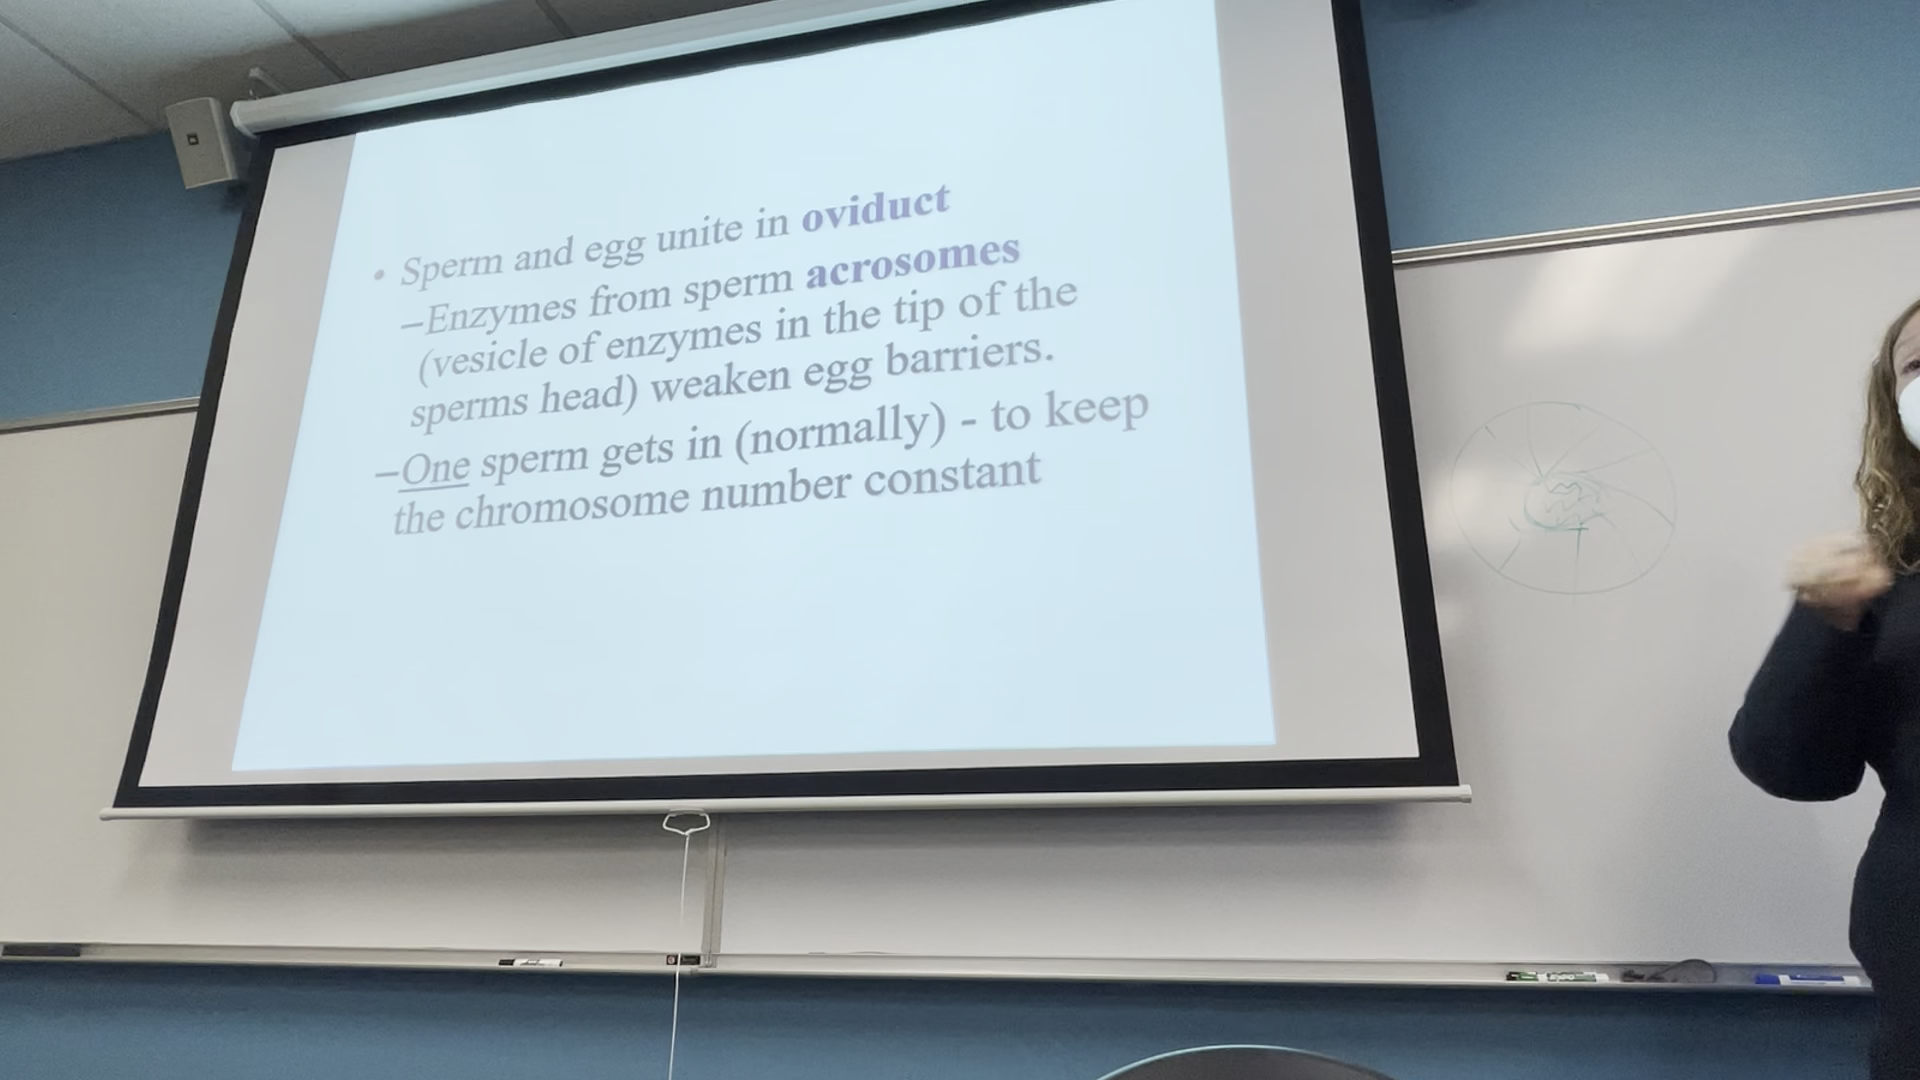 • Sperm and egg unite in oviduct
–Enzymes from sperm acrosomes
(vesicle of enzymes in the tip of the
sperms head) weaken egg barriers.
–One sperm gets in (normally) - to keep
the chromosome number constant